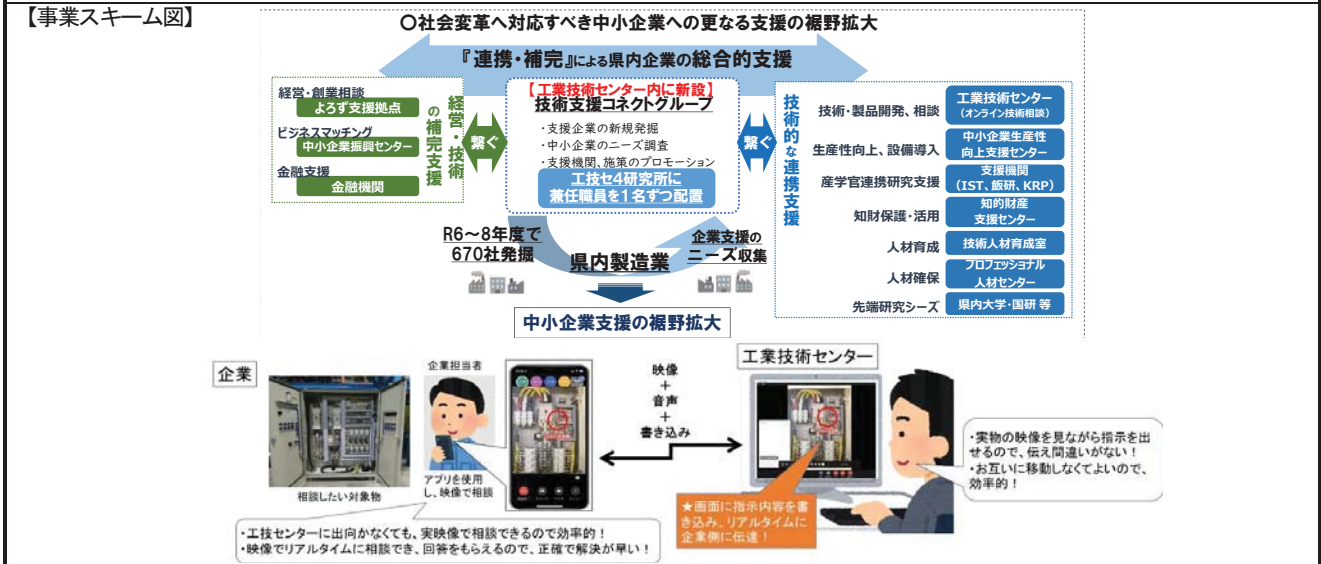 【事業スキーム図】
〇社会変革へ対応すべき中小企業への更なる支援の裾野拡大
『連携・補完』による県内企業の総合的支援
経営・創業相談
よろず支援拠点
ビジネスマッチング
中小企業振興センター
金融支援
金融機関
経営・技術
の補完支援
繋ぐ
【工業技術センター内に新設】
技術支援コネクトグループ
・支援企業の新規発掘
・中小企業のニーズ調査
・支援機関、施策のプロモーション
工技セ4研究所に
兼任職員を1名ずつ配置
繋ぐ
技術的な連携支援
技術・製品開発、相談
工業技術センター
(オンライン技術相談)
生産性向上、設備導入
中小企業生産性
向上支援センター
産学官連携研究支援
支援機関
(IST、飯研、KRP)
知財保護・活用
知的財産
支援センター
人材育成
技術人材育成室
人材確保
プロフェッショナル
人材センター
先端研究シーズ
県内大学・国研 等
R6~8年度で
670社発掘
県内製造業
企業支援の
ニーズ収集
中小企業支援の裾野拡大
企業
企業担当者
相談したい対象物
アプリを使用
し、映像で相談
映像
+
音声
+
書き込み
工業技術センター
★画面に指示内容を書
き込み、リアルタイムに
企業側に伝達!
・実物の映像を見ながら指示を出
せるので、伝え間違いがない!
・お互いに移動しなくてよいので、
効率的!
・工技センターに出向かなくても、実映像で相談できるので効率的!
・映像でリアルタイムに相談でき、回答をもらえるので、正確で解決が早い!